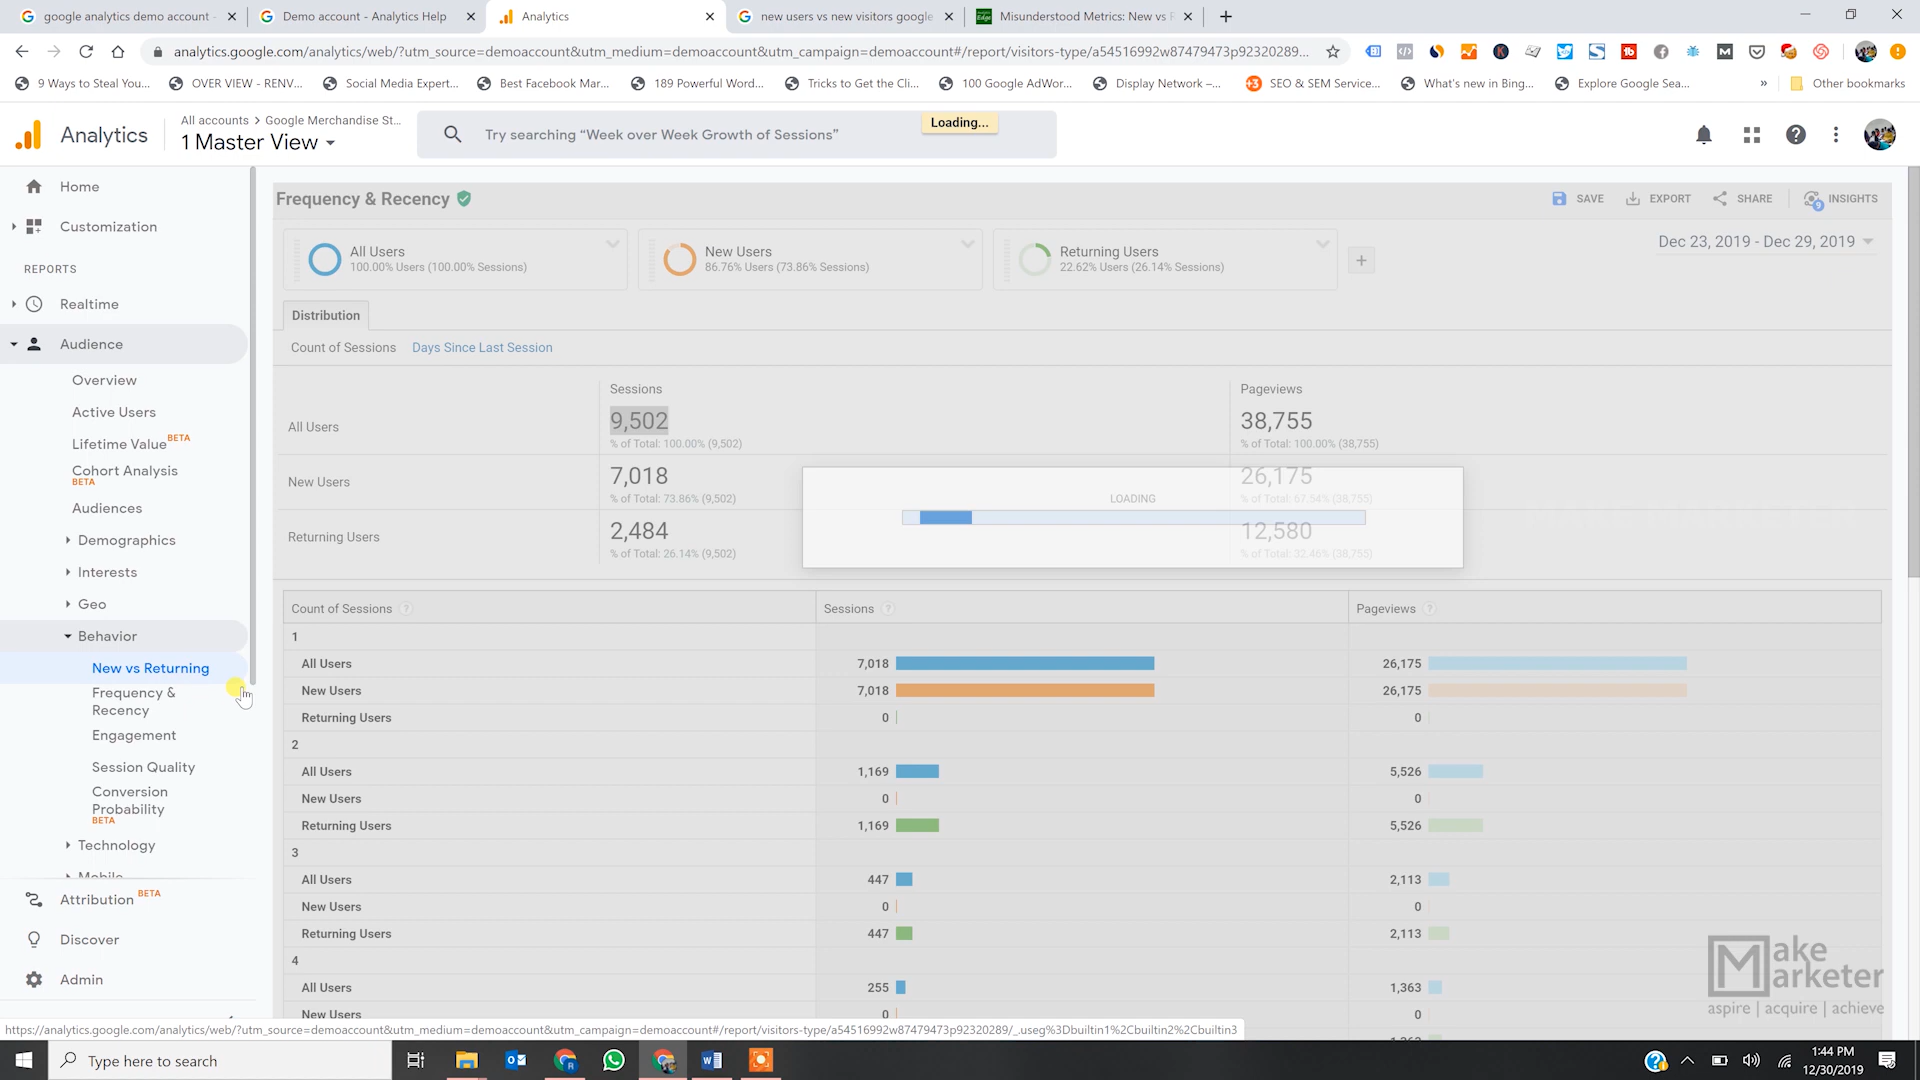 google analytics demo account -
Demo account - Analytics Help
Analytics
new users vs new visitors google
Misunderstood Metrics: New vs R
analytics.google.com/analytics/web/?utm_source=demoaccount&utm_medium=demoaccount&utm_campaign=demoaccount#/report/visitors-type/a54516992w87479473p92320289...
9 Ways to Steal You...
OVER VIEW - RENV...
Social Media Expert...
Best Facebook Mar...
189 Powerful Word...
Tricks to Get the Cli...
100 Google AdWor...
Display Network –...
SEO & SEM Service...
What's new in Bing...
Explore Google Sea...
»
Other bookmarks
Analytics
All accounts > Google Merchandise St...
1 Master View
Try searching “Week over Week Growth of Sessions”
Loading...
Home
Customization
REPORTS
Realtime
Audience
Overview
Active Users
Lifetime Value BETA
Cohort Analysis
BETA
Audiences
Demographics
Interests
Geo
Behavior
New vs Returning
Frequency &
Recency
Engagement
Session Quality
Conversion
Probability
BETA
Technology
Mobile
Attribution BETA
Discover
Admin
Frequency & Recency
SAVE
EXPORT
SHARE
9
INSIGHTS
All Users
100.00% Users (100.00% Sessions)
New Users
86.76% Users (73.86% Sessions)
Returning Users
22.62% Users (26.14% Sessions)
+
Dec 23, 2019 - Dec 29, 2019
Distribution
Count of Sessions
Days Since Last Session
Sessions
Pageviews
All Users
9,502
% of Total: 100.00% (9,502)
38,755
% of Total: 100.00% (38,755)
New Users
7,018
% of Total: 73.86% (9,502)
26,175
% of Total: 67.54% (38,755)
LOADING
Returning Users
2,484
% of Total: 26.14% (9,502)
12,580
% of Total: 32.46% (38,755)
Count of Sessions ?
Sessions ?
Pageviews ?
1
All Users 7,018 26,175
New Users 7,018 26,175
Returning Users 0 0
2
All Users 1,169 5,526
New Users 0 0
Returning Users 1,169 5,526
3
All Users 447 2,113
New Users 0 0
Returning Users 447 2,113
4
All Users 255 1,363
New Users 0 0
Make
Marketer
aspire | acquire | achieve
https://analytics.google.com/analytics/web/?utm_source=demoaccount&utm_medium=demoaccount&utm_campaign=demoaccount#/report/visitors-type/a54516992w87479473p92320289/_.useg%3Dbuiltin1%2Cbuiltin2%2Cbuiltin3
Type here to search
1:44 PM
12/30/2019